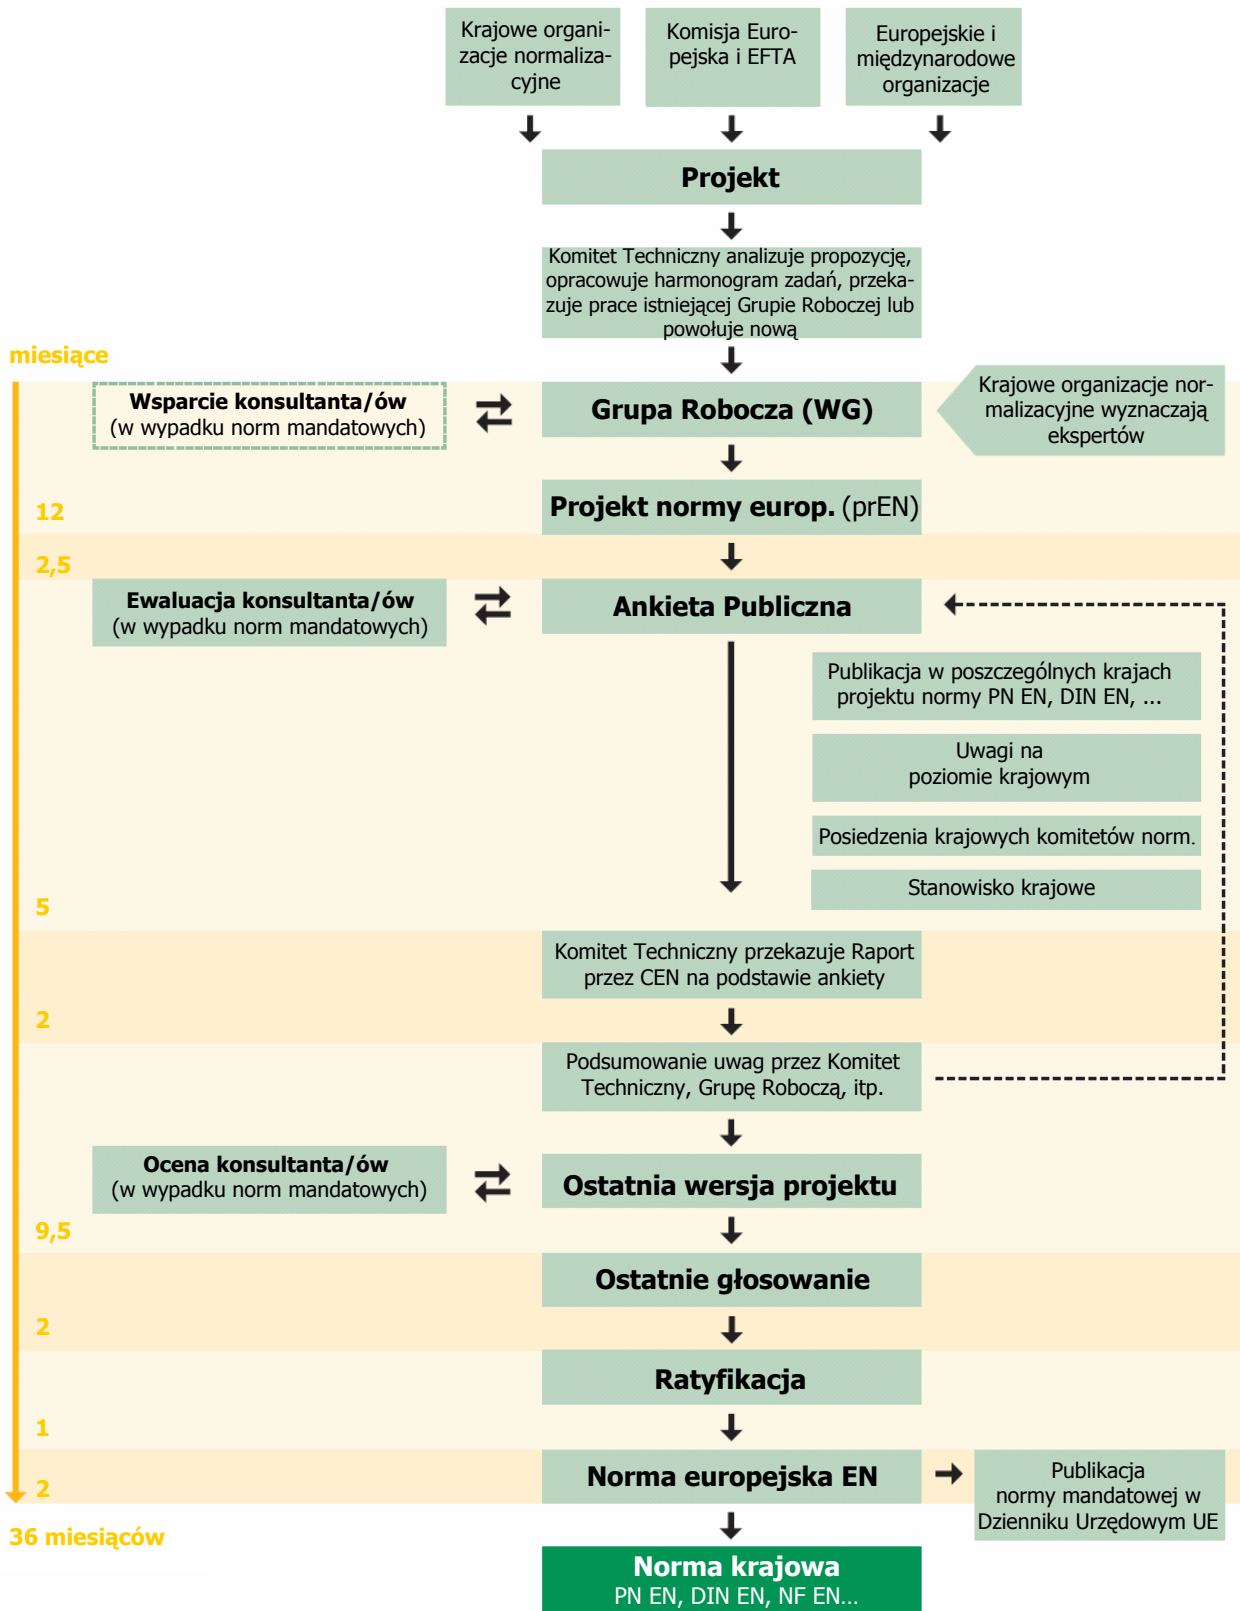 Krajowe organi-
zacje normaliza-
cyjne
Komisja Euro-
pejska i EFTA
Europejskie i
międzynarodowe
organizacje
Projekt
Komitet Techniczny analizuje propozycję,
opracowuje harmonogram zadań, przeka-
zuje prace istniejącej Grupie Roboczej lub
powołuje nową
miesiące
Wsparcie konsultanta/ów
(w wypadku norm mandatowych)
Grupa Robocza (WG)
Krajowe organizacje nor-
malizacyjne wyznaczają
ekspertów
12
Projekt normy europ. (prEN)
2,5
Ewaluacja konsultanta/ów
(w wypadku norm mandatowych)
Ankieta Publiczna
Publikacja w poszczególnych krajach
projektu normy PN EN, DIN EN, ...
Uwagi na
poziomie krajowym
Posiedzenia krajowych komitetów norm.
Stanowisko krajowe
5
Komitet Techniczny przekazuje Raport
przez CEN na podstawie ankiety
2
Podsumowanie uwag przez Komitet
Techniczny, Grupę Roboczą, itp.
Ocena konsultanta/ów
(w wypadku norm mandatowych)
Ostatnia wersja projektu
9,5
Ostatnie głosowanie
2
Ratyfikacja
1
Norma europejska EN
2
Publikacja
normy mandatowej w
Dzienniku Urzędowym UE
36 miesiąców
Norma krajowa
PN EN, DIN EN, NF EN...